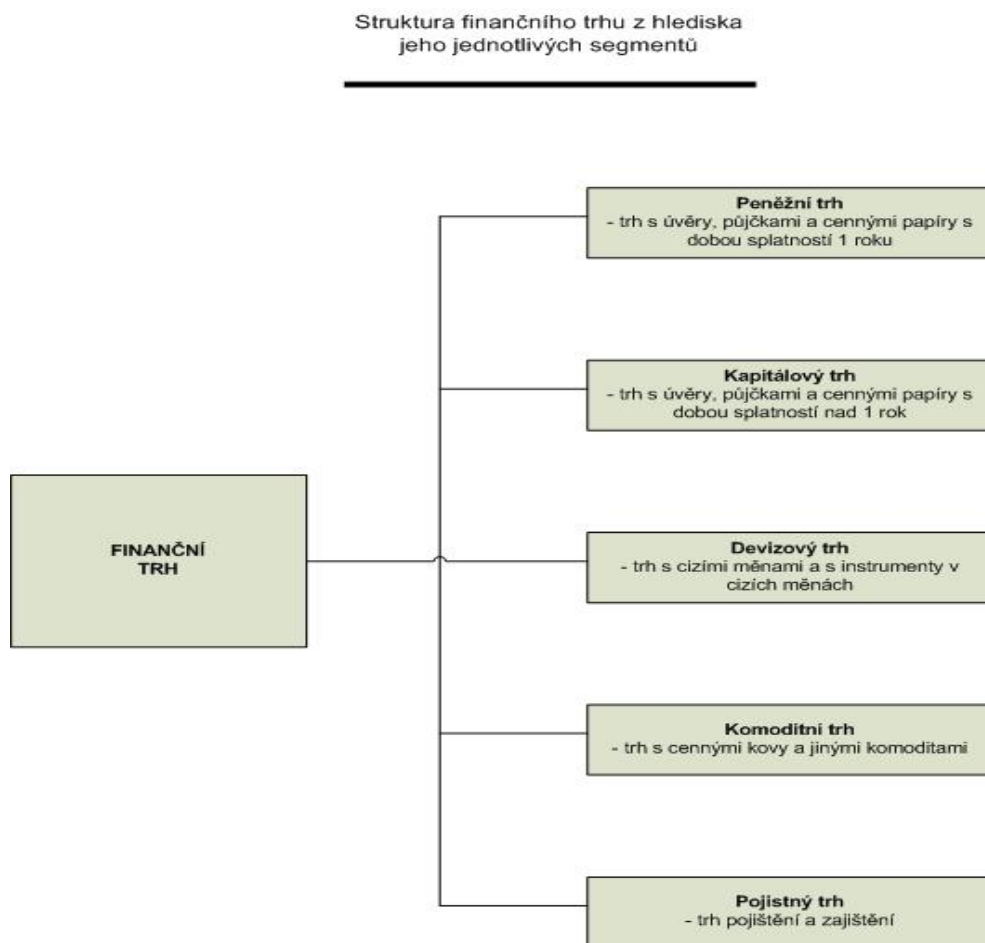 Struktura finančního trhu z hlediska
jeho jednotlivých segmentů
Peněžní trh
- trh s úvěry, půjčkami a cennými papíry s
dobou splatností 1 roku
Kapitálový trh
- trh s úvěry, půjčkami a cennými papíry s
dobou splatností nad 1 rok
FINANČNÍ
TRH
Devizový trh
- trh s cizími měnami a s instrumenty v
cizích měnách
Komoditní trh
- trh s cennými kovy a jinými komoditami
Pojistný trh
- trh pojištění a zajištění